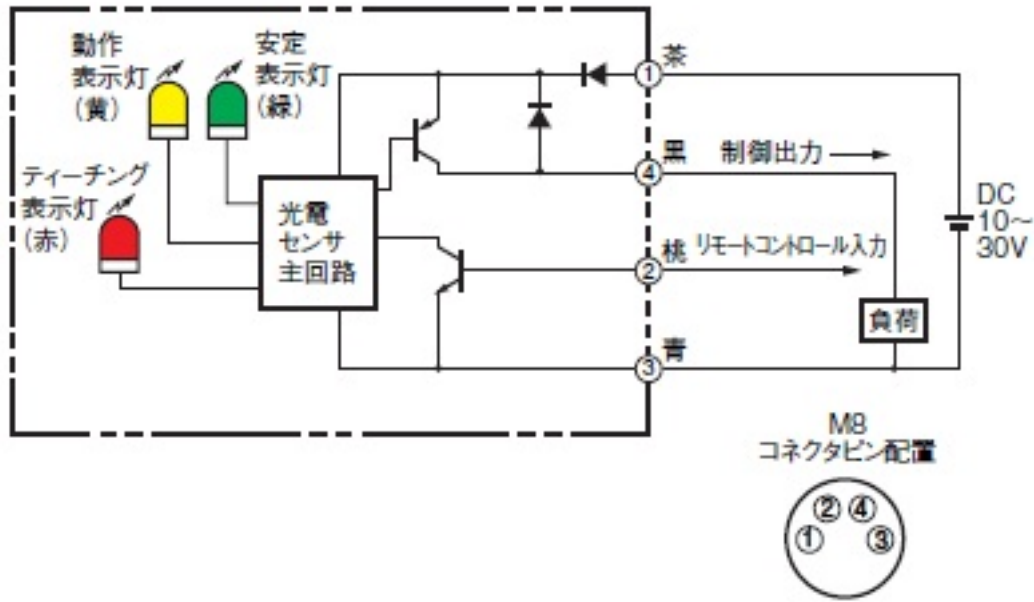 動作
表示灯
(黄)
安定
表示灯
(緑)
ティーチング
表示灯
(赤)
光電
センサ
主回路
① 茶
④ 黒 制御出力
② 桃 リモートコントロール入力
③ 青
負荷
DC
10～
30V
M8
コネクタピン配置
② ④
① ③